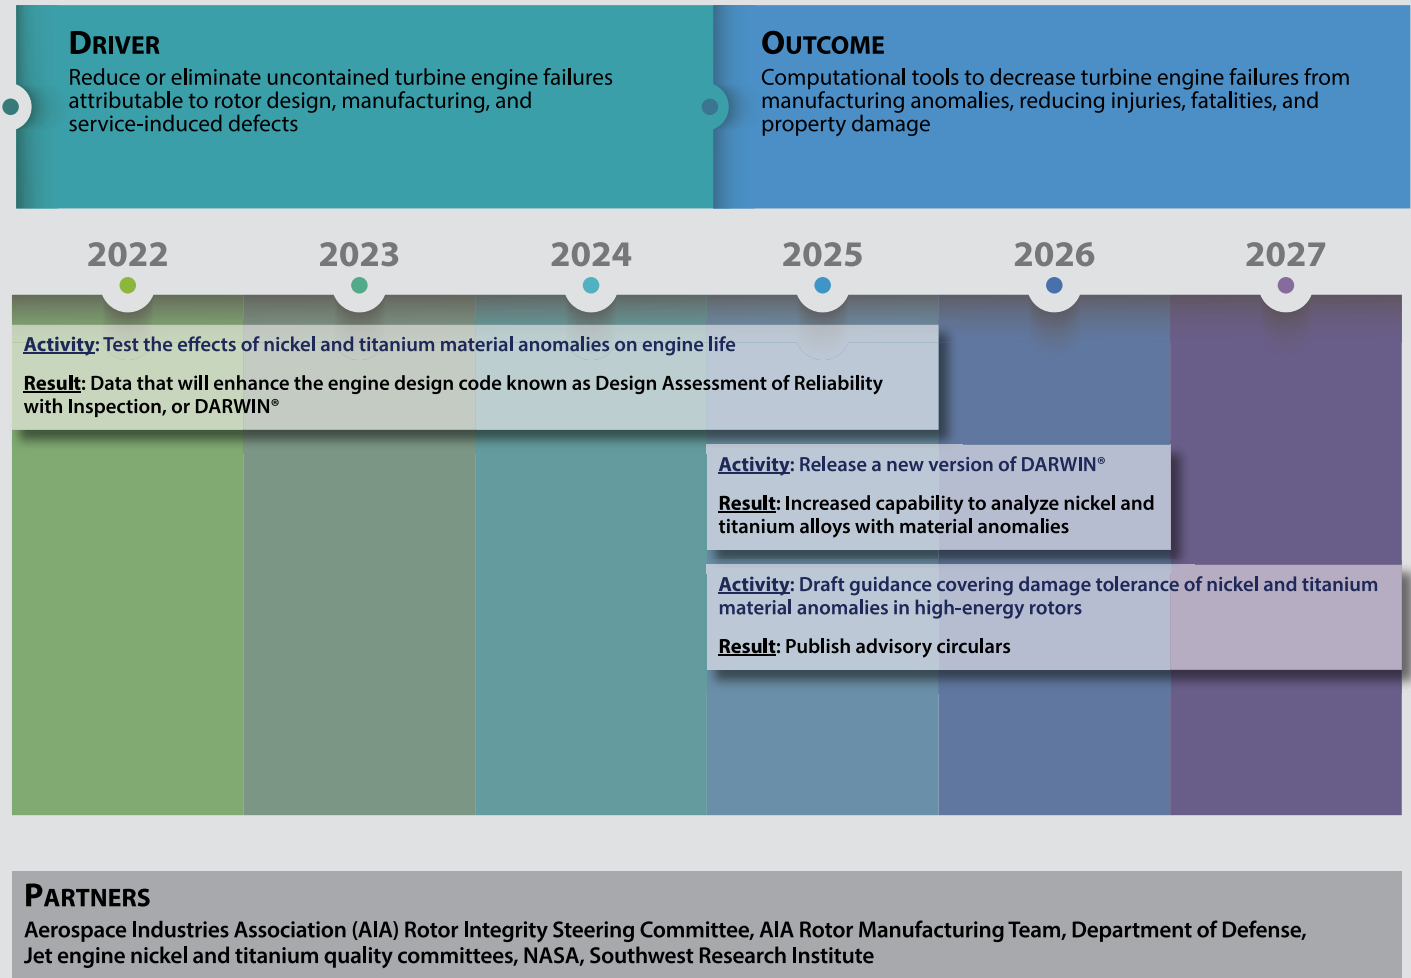 DRIVER
Reduce or eliminate uncontained turbine engine failures
attributable to rotor design, manufacturing, and
service-induced defects
OUTCOME
Computational tools to decrease turbine engine failures from
manufacturing anomalies, reducing injuries, fatalities, and
property damage
2022 2023 2024 2025 2026 2027
Activity: Test the effects of nickel and titanium material anomalies on engine life
Result: Data that will enhance the engine design code known as Design Assessment of Reliability
with Inspection, or DARWIN®
Activity: Release a new version of DARWIN®
Result: Increased capability to analyze nickel and
titanium alloys with material anomalies
Activity: Draft guidance covering damage tolerance of nickel and titanium
material anomalies in high-energy rotors
Result: Publish advisory circulars
PARTNERS
Aerospace Industries Association (AIA) Rotor Integrity Steering Committee, AIA Rotor Manufacturing Team, Department of Defense,
Jet engine nickel and titanium quality committees, NASA, Southwest Research Institute